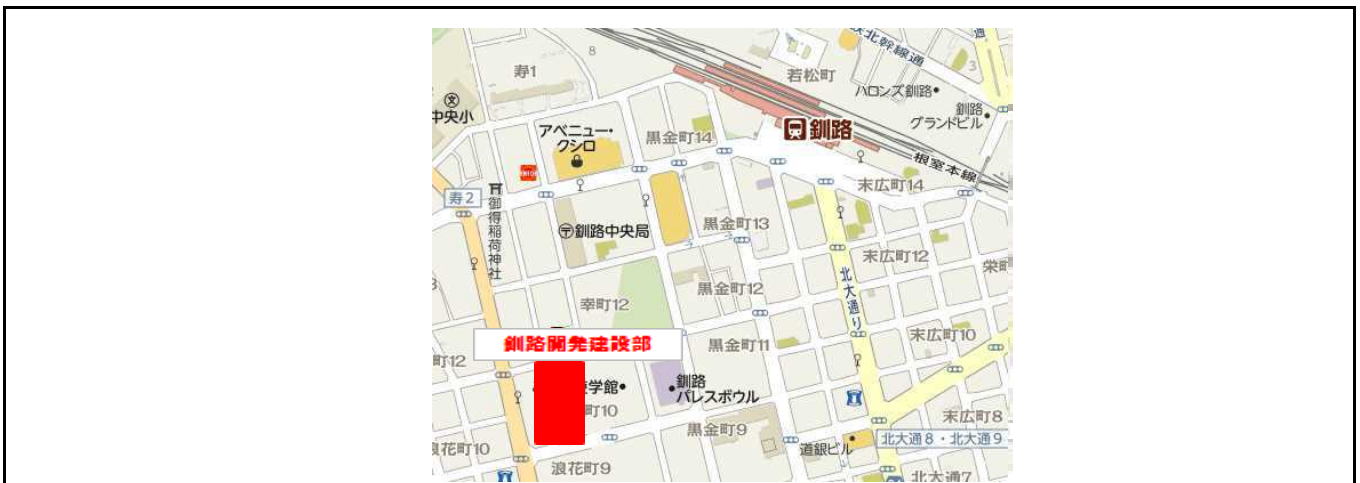 北大幹線通
通
8
寿1
若松町
3
ハロンズ釧路
中央小
釧路
グランドビル
アベニュー・
クシロ
黒金町14
釧路
根室本線
末広町14
寿2
御得稲荷神社
釧路中央局
黒金町13
末広町12
栄町
北大通り
黒金町12
幸町12
末広町10
釧路開発建設部
黒金町11
町12
学館
釧路
パレスボウル
町10
末広町8
黒金町9
北大通8・北大通9
浪花町10
道銀ビル
浪花町9
北大通7